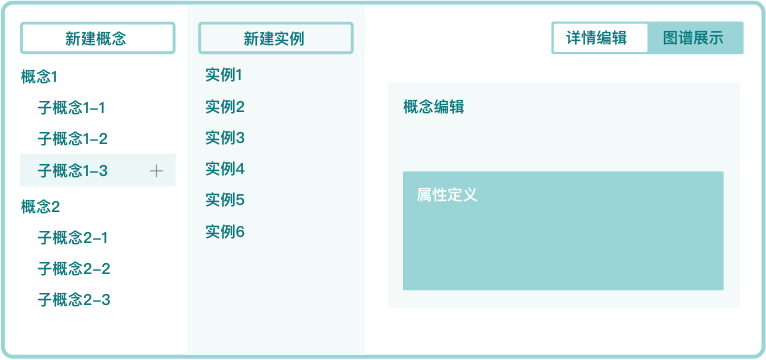 新建概念
概念1
子概念1-1
子概念1-2
子概念1-3
概念2
子概念2-1
子概念2-2
子概念2-3
新建实例
实例1
实例2
实例3
实例4
实例5
实例6
详情编辑 图谱展示
概念编辑
属性定义